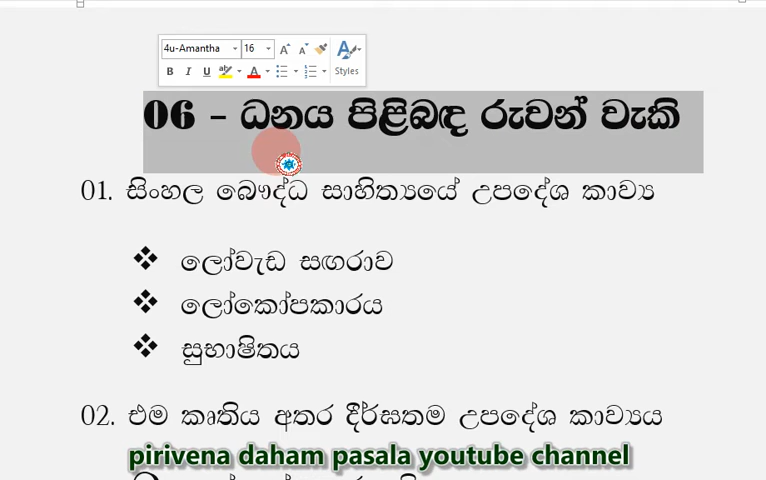 4u-Amantha 16
B I U Styles
06 - ධනය පිළිබඳ රුවන් වැකි
01. සිංහල බෞද්ධ සාහිත්‍යයේ උපදේශ කාව්‍ය
❖ ලෝවැඩ සඟරාව
❖ ලෝකෝපකාරය
❖ සුභාෂිතය
02. එම කෘතිය අතර දීර්ඝතම උපදේශ කාව්‍යය
pirivena daham pasala youtube channel